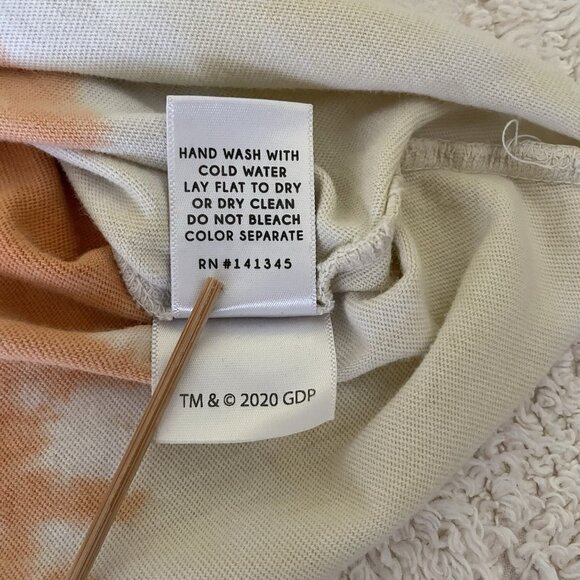 HAND WASH WITH
COLD WATER
LAY FLAT TO DRY
OR DRY CLEAN
DO NOT BLEACH
COLOR SEPARATE
RN #141345
TM & © 2020 GDP